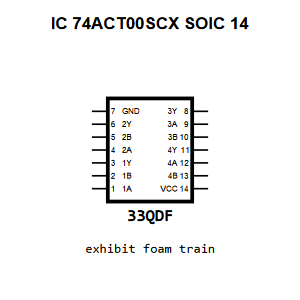 IC 74ACT00SCX SOIC 14
7 GND 3Y 8
6 2Y 3A 9
5 2B 3B 10
4 2A 4Y 11
3 1Y 4A 12
2 1B 4B 13
1 1A VCC 14
33QDF
exhibit foam train